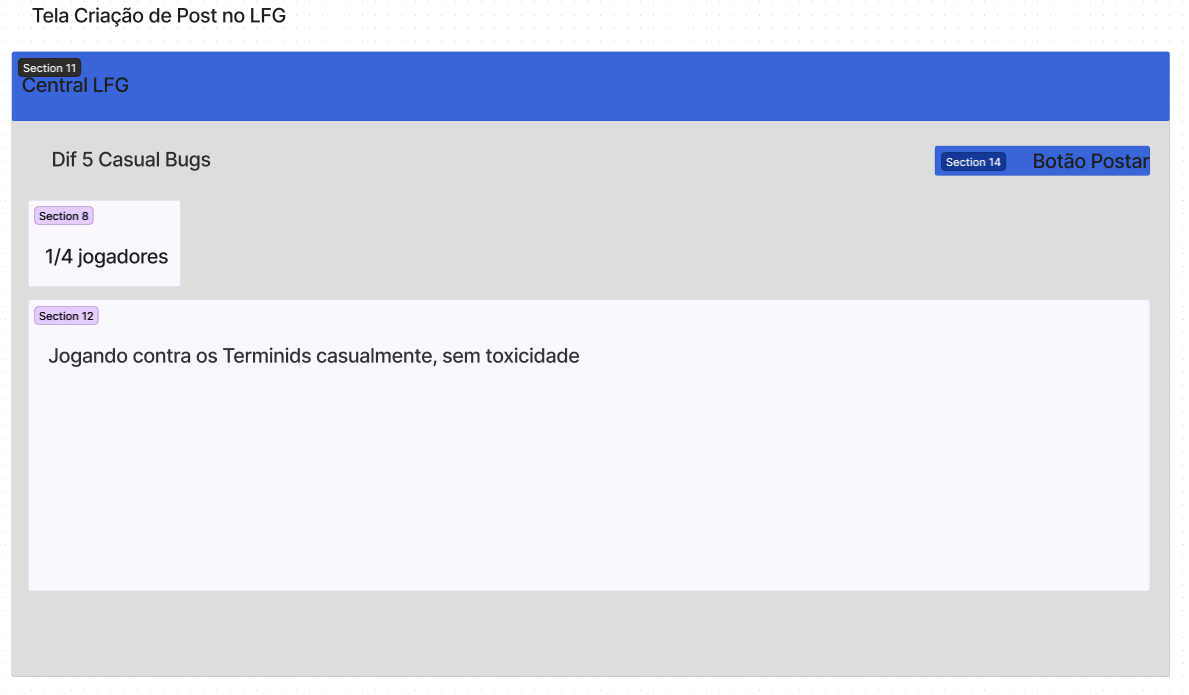 Tela Criação de Post no LFG
Section 11
Central LFG
Dif 5 Casual Bugs
Section 14
Botão Postar
Section 8
1/4 jogadores
Section 12
Jogando contra os Terminids casualmente, sem toxicidade